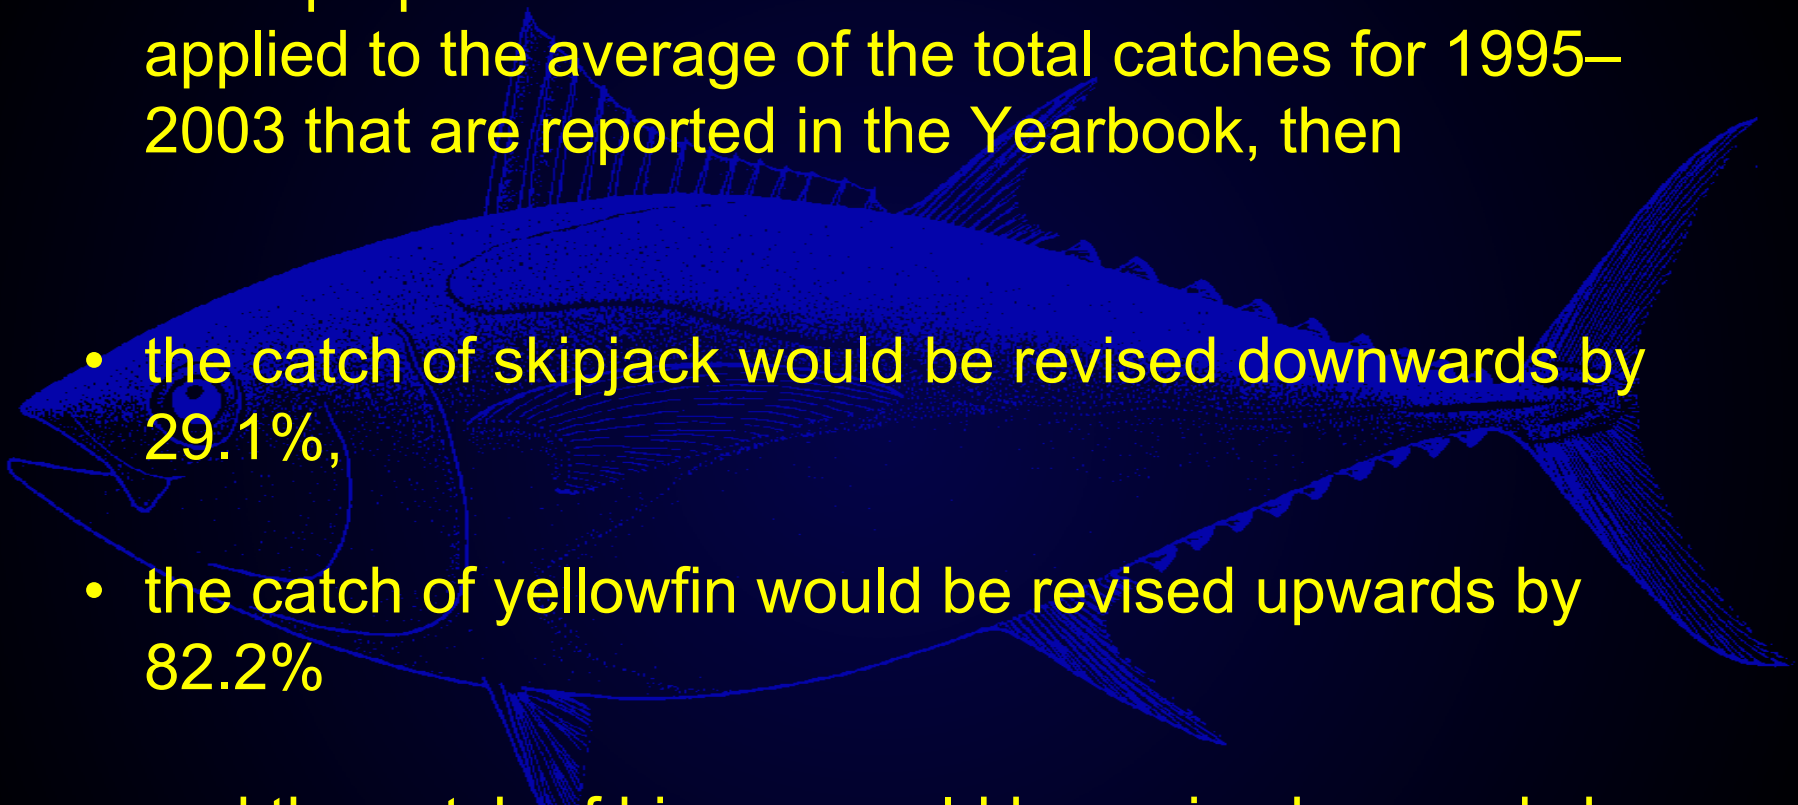 applied to the average of the total catches for 1995–
2003 that are reported in the Yearbook, then
• the catch of skipjack would be revised downwards by
29.1%,
• the catch of yellowfin would be revised upwards by
82.2%